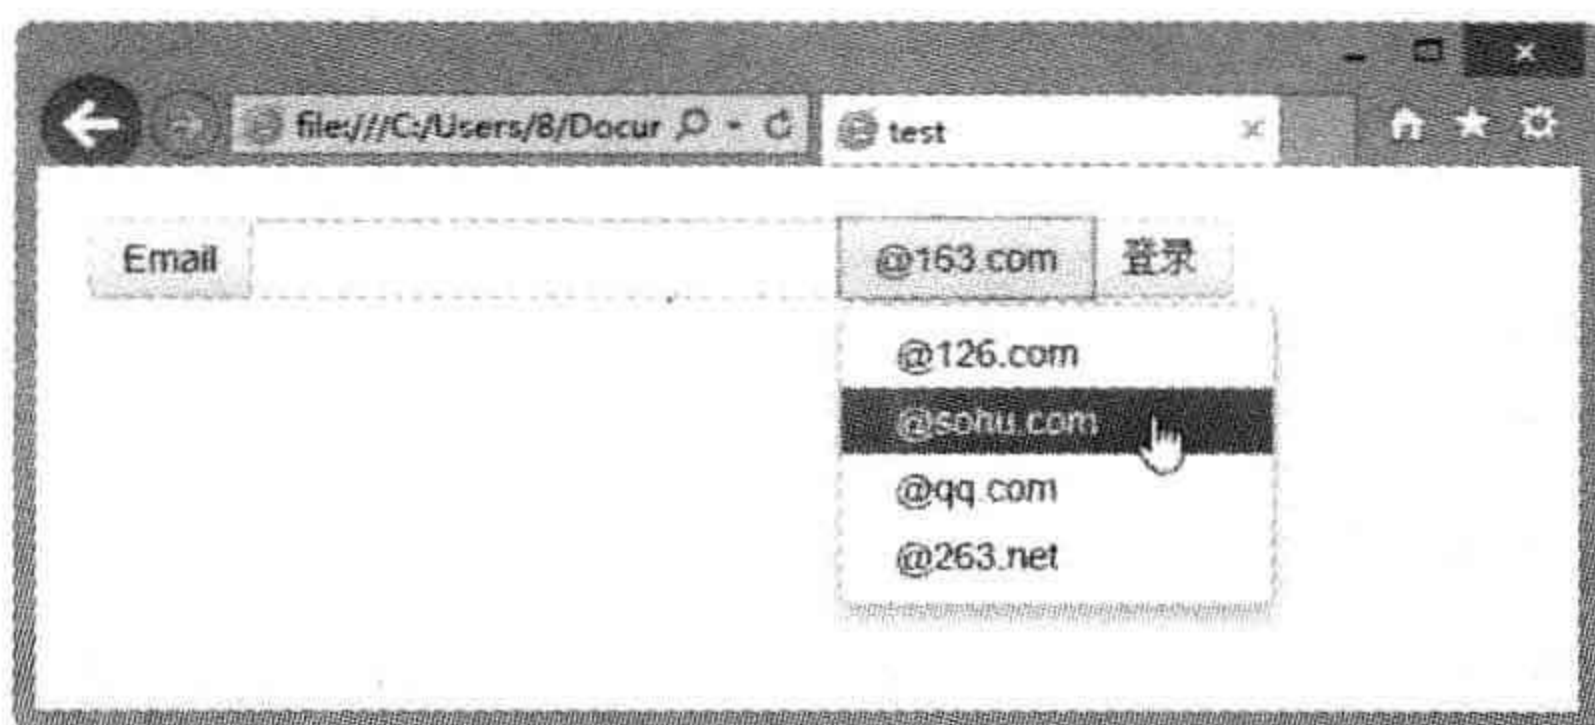 file:///C:/Users/8/Docur
test
Email @163.com 登录
@126.com
@sohu.com
@qq.com
@263.net